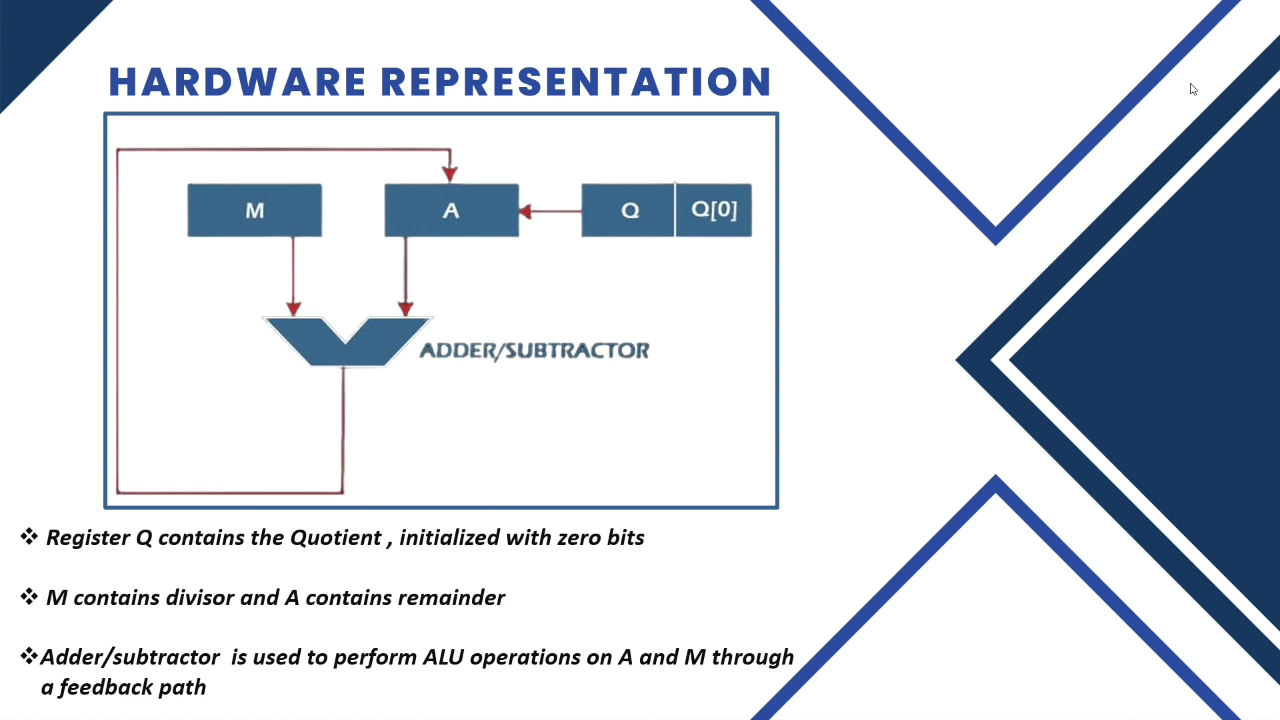 HARDWARE REPRESENTATION
M
A
Q
Q[0]
ADDER/SUBTRACTOR
❖ Register Q contains the Quotient , initialized with zero bits
❖ M contains divisor and A contains remainder
❖Adder/subtractor is used to perform ALU operations on A and M through
a feedback path